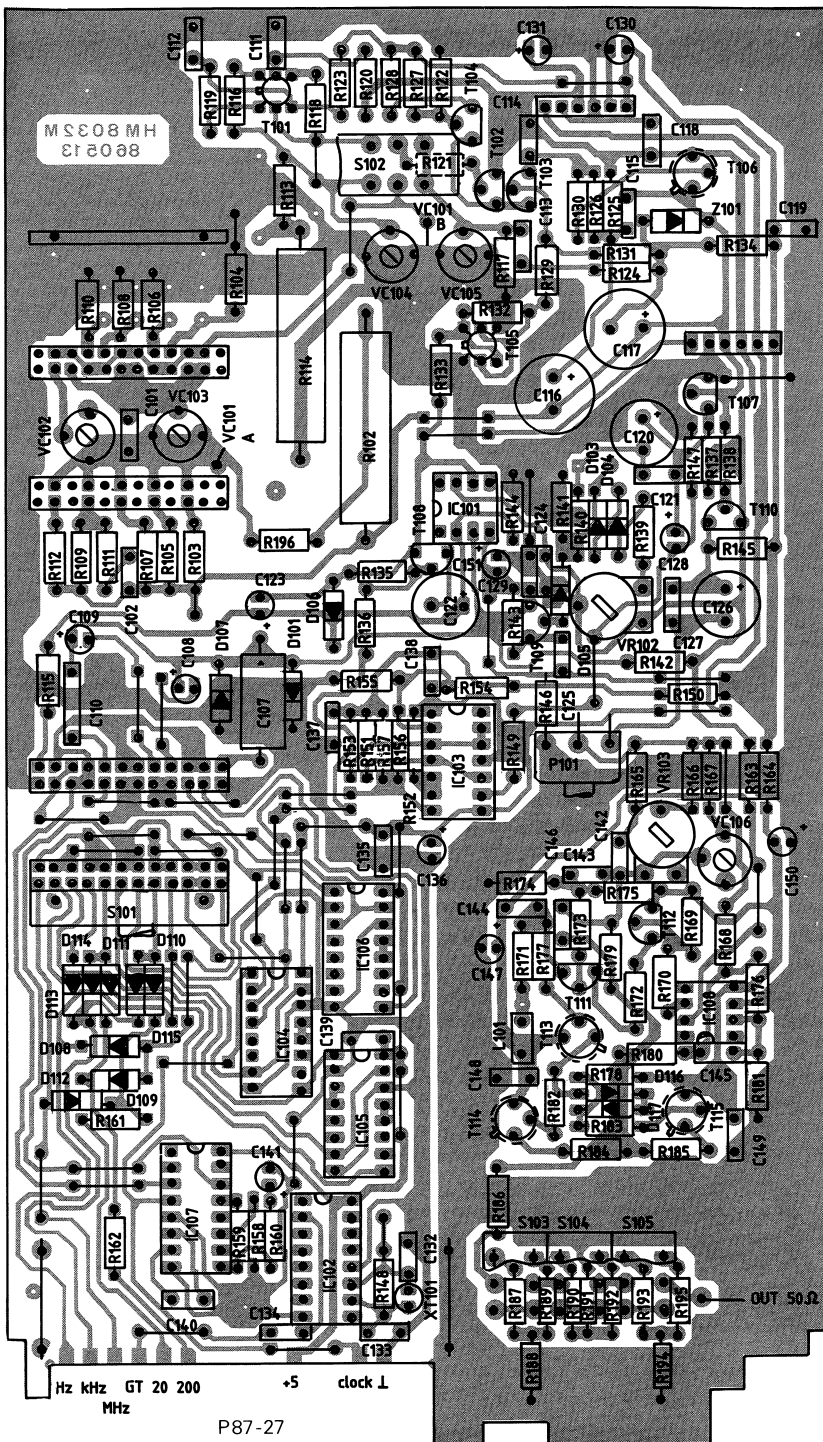 C112
C111
C131
C130
R119
R116
T101
R118
R123
R120
R128
R127
R122
T104
C114
C118
HM8032M
860513
S102
R121
T102
T103
C113
R130
R126
R125
C115
T106
Z101
C119
R113
VC101
B
R117
R129
R131
R124
R134
R104
VC104
VC105
R110
R108
R106
R114
R132
T105
C117
R133
C116
VC102
C101
VC103
VC101
A
R102
T107
C120
D103
D104
R147
R137
R138
IC101
R144
C124
R141
R140
C121
R139
T110
R112
R109
R111
R107
R105
R103
R196
T108
C151
C129
C128
R145
C102
C123
R135
D106
R136
C122
R143
T109
D105
VR102
C127
C126
C109
C108
D107
D101
C138
R142
R115
C110
C107
R155
R154
R146
C125
R150
C137
R153
R151
R157
R156
R152
IC103
R149
P101
R165
VR103
R166
R167
R163
R164
C135
C136
C146
C142
VC106
C150
R174
C143
R175
S101
IC106
C144
R173
T112
R169
R168
D114
D111
D110
C147
R171
R177
R179
D113
D115
T111
R172
R170
IC108
R176
IC104
C139
L101
T113
D108
R180
C145
D112
IC105
C148
R178
D116
R181
D109
R182
R183
D117
T115
R161
T114
C149
R184
R185
C141
IC107
R186
R162
R159
R158
R160
IC102
C132
S103
S104
S105
R148
XT101
R187
R189
R190
R191
R192
R193
R195
OUT 50Ω
C140
C134
C133
R188
R194
Hz kHz GT 20 200
+5
clock ⊥
MHz
P87-27